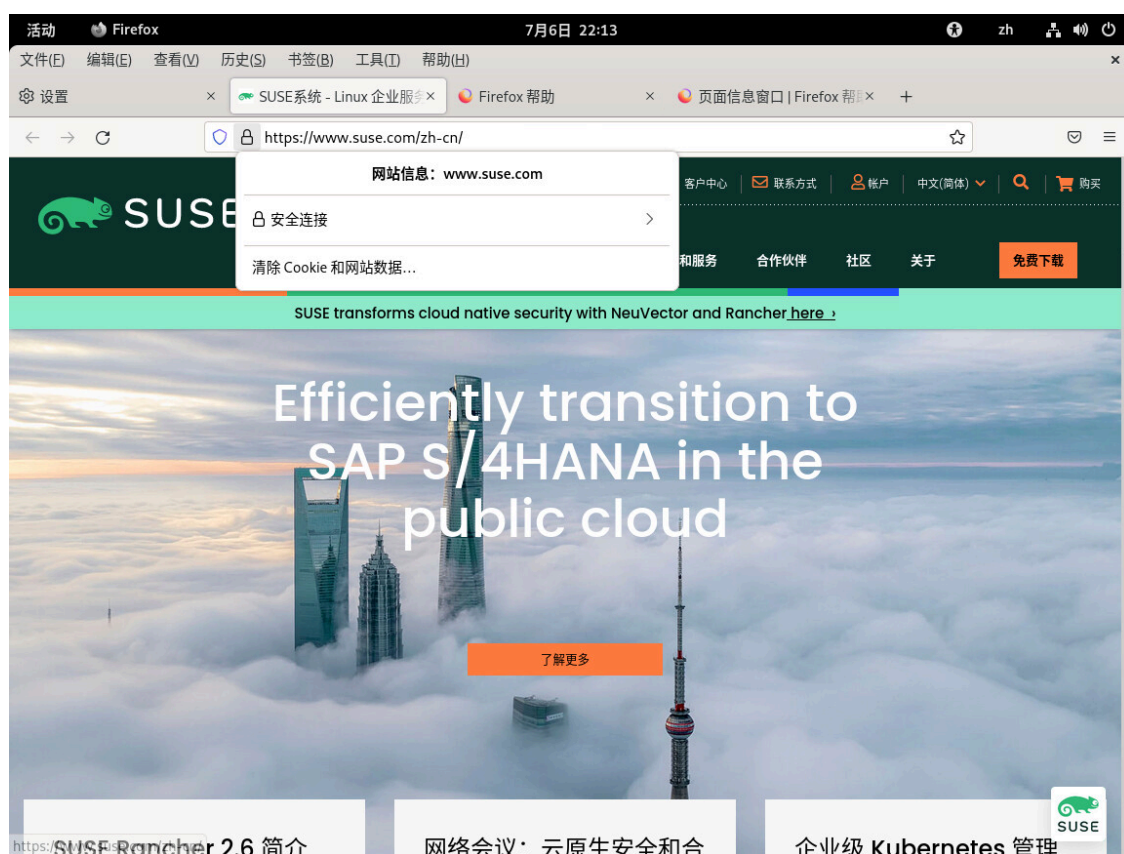 活动 Firefox 7月6日 22:13 zh
文件(F) 编辑(E) 查看(V) 历史(S) 书签(B) 工具(T) 帮助(H)
设置 SUSE系统 - Linux 企业服务 Firefox 帮助 页面信息窗口 | Firefox 帮
https://www.suse.com/zh-cn/
网站信息：www.suse.com
安全连接
清除 Cookie 和网站数据…
客户中心 联系方式 帐户 中文(简体) 购买
SUSE
和服务 合作伙伴 社区 关于 免费下载
SUSE transforms cloud native security with NeuVector and Rancher here ›
Efficiently transition to
SAP S/4HANA in the
public cloud
了解更多
SUSE
SUSE Rancher 2.6 简介 网络会议：云原生安全和合 企业级 Kubernetes 管理